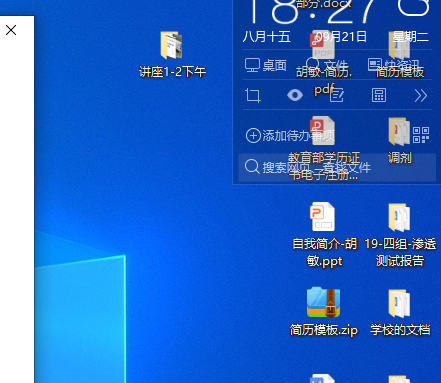 部分.docx
18:27
八月十五 09月21日 星期二
讲座1-2下午
桌面 文件 快资讯
胡敏-简历.
pdf
简历模板
添加待办事项
教育部学历证
书电子注册...
调剂
搜索网页、查找文件
自我简介-胡
敏.ppt
19-四组-渗透
测试报告
简历模板.zip
学校的文档